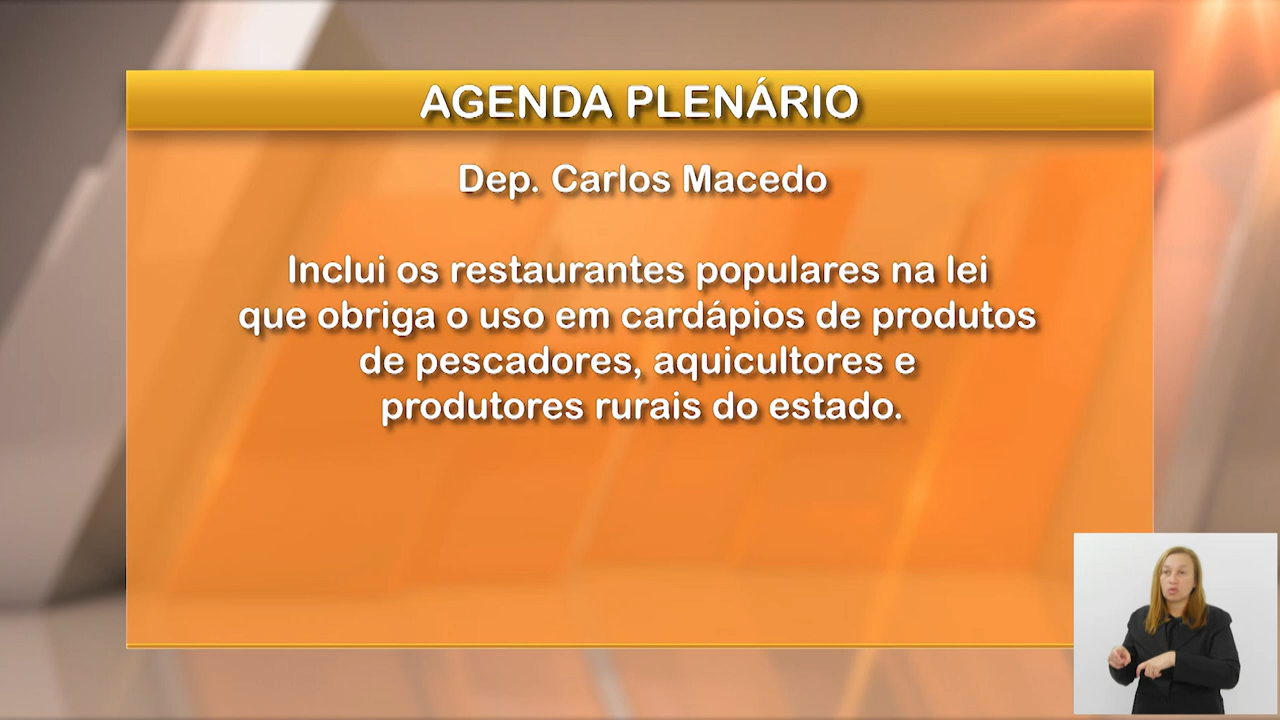 AGENDA PLENÁRIO
Dep. Carlos Macedo
Inclui os restaurantes populares na lei
que obriga o uso em cardápios de produtos
de pescadores, aquicultores e
produtores rurais do estado.